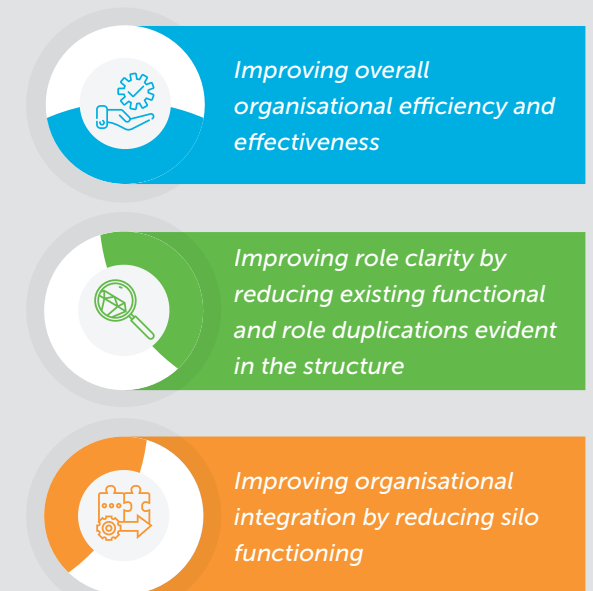 Improving overall
organisational efficiency and
effectiveness
Improving role clarity by
reducing existing functional
and role duplications evident
in the structure
Improving organisational
integration by reducing silo
functioning